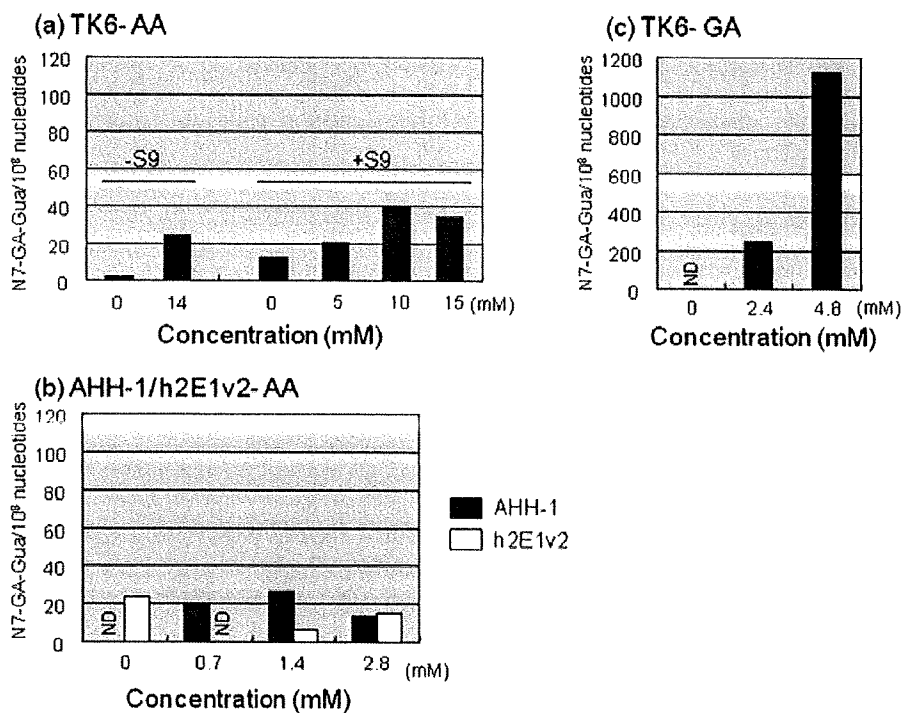 (a) TK6- AA
N7-GA-Gua/10⁸ nucleotides
120
100
80
60
40
20
0
-S9
+S9
0 14 0 5 10 15 (mM)
Concentration (mM)
(c) TK6- GA
N7-GA-Gua/10⁸ nucleotides
1200
1000
800
600
400
200
0
ND
0 2.4 4.8 (mM)
Concentration (mM)
(b) AHH-1/h2E1v2- AA
N7-GA-Gua/10⁸ nucleotides
120
100
80
60
40
20
0
ND
ND
0 0.7 1.4 2.8 (mM)
Concentration (mM)
AHH-1
h2E1v2